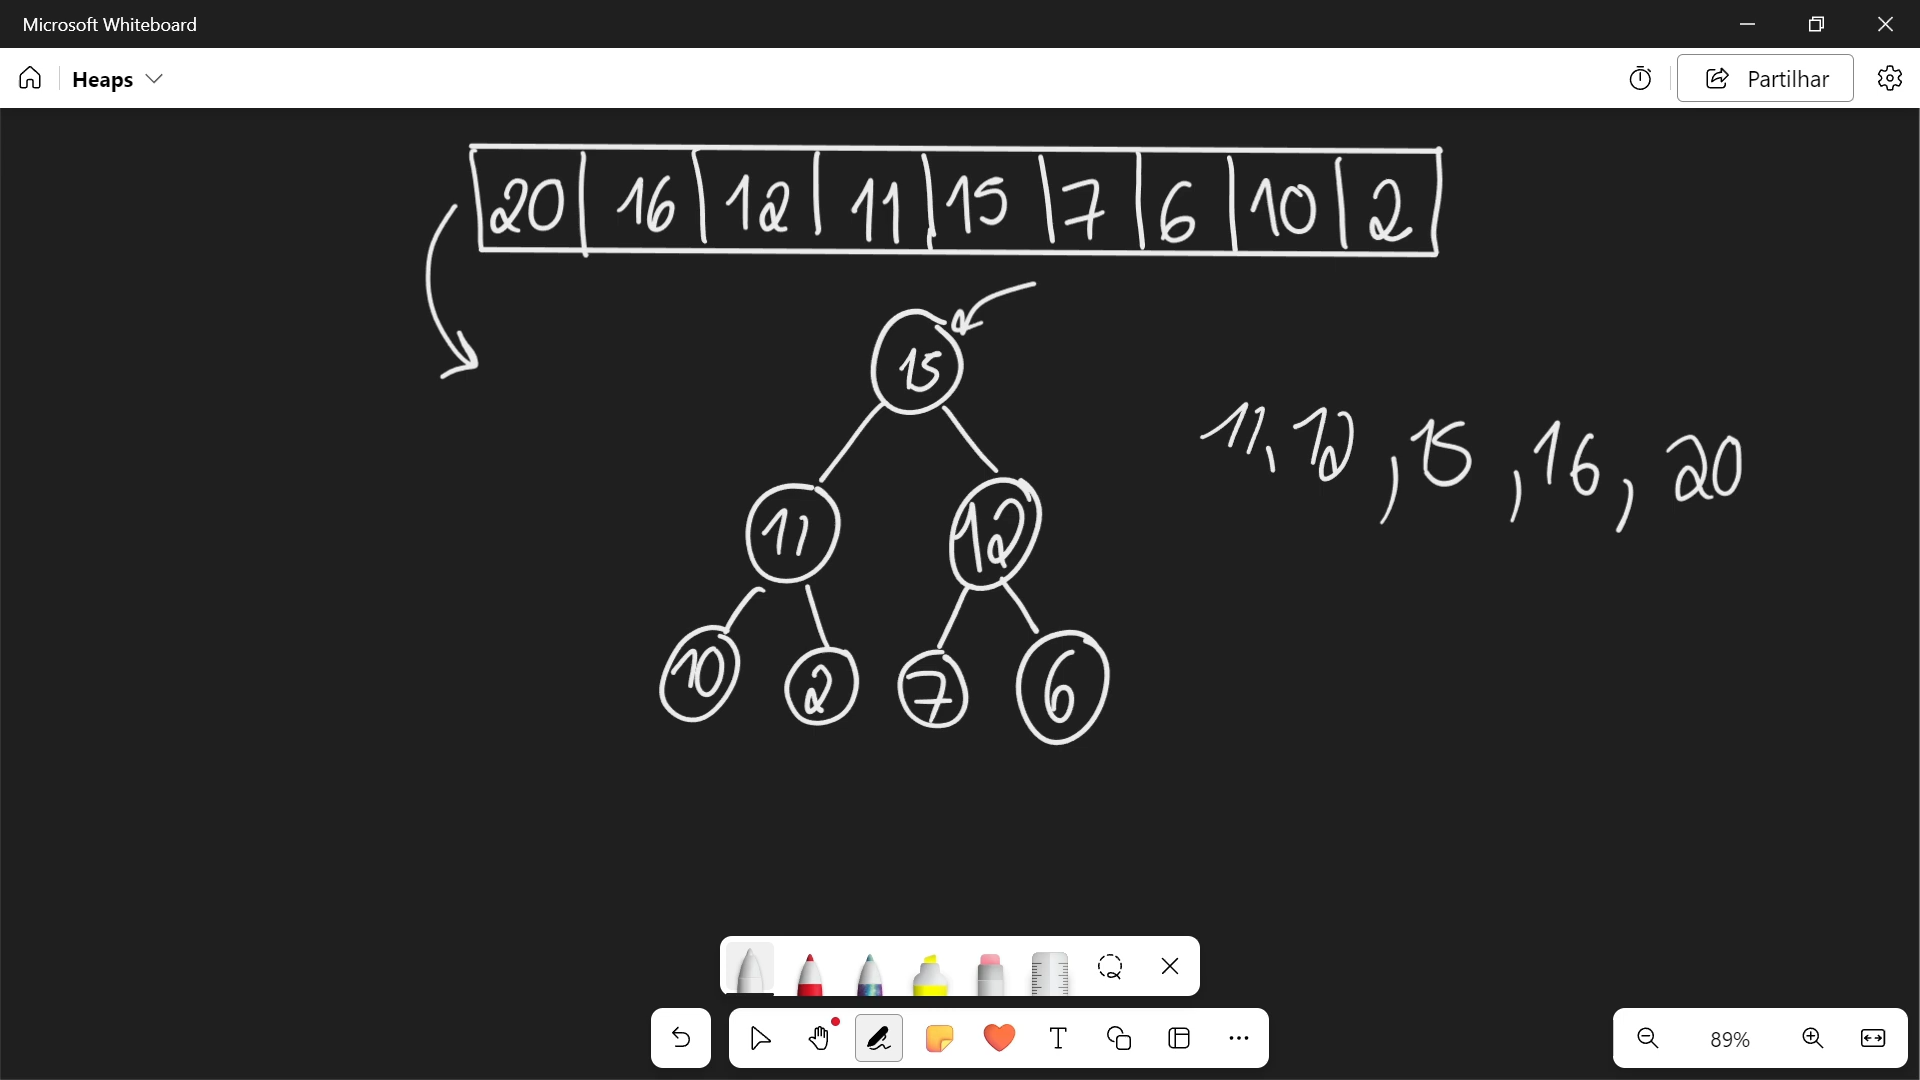 Microsoft Whiteboard
Heaps
Partilhar
20 16 12 11 15 7 6 10 2
15
11, 12, 15, 16, 20
11 12
10 2 7 6
89%